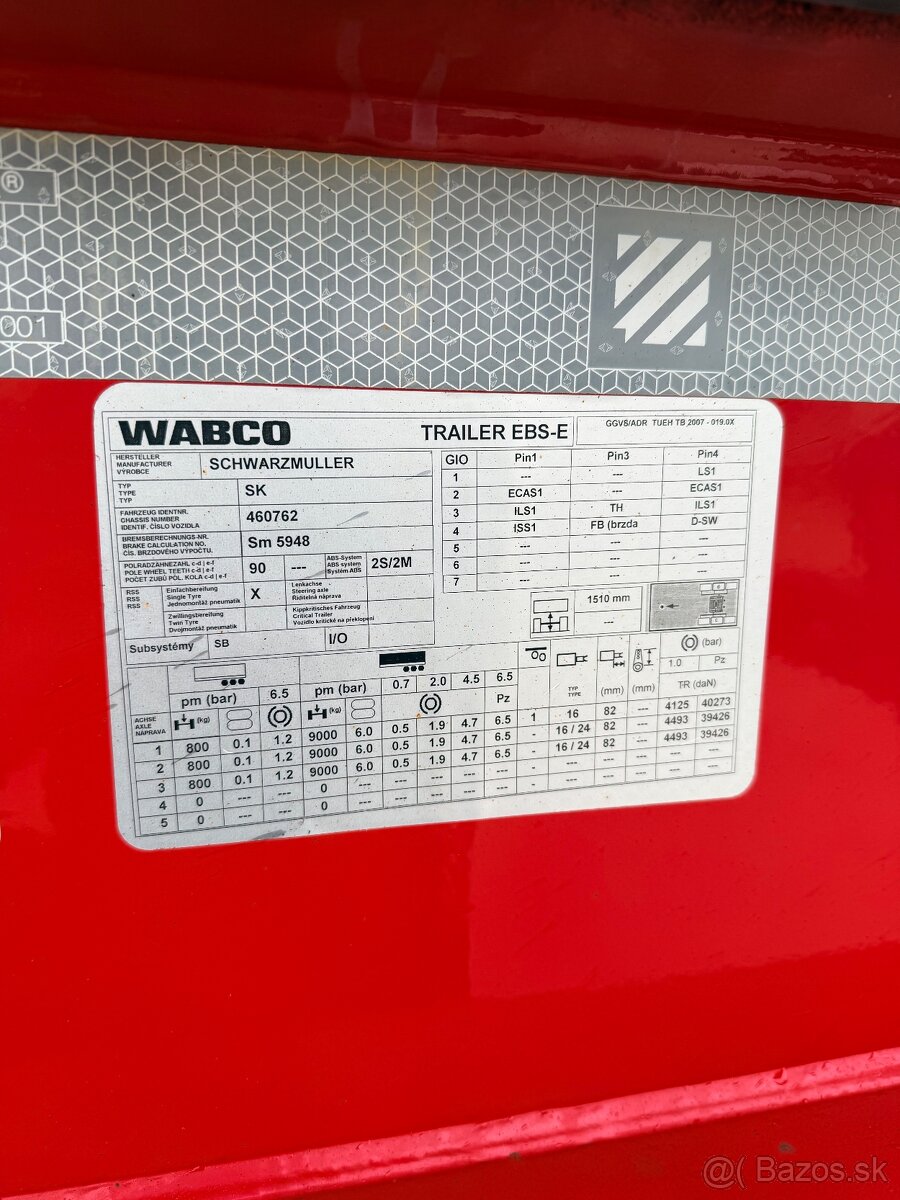 ®
001
WABCO TRAILER EBS-E GGVS/ADR TUEH TB 2007 - 019.0X
HERSTELLER
MANUFACTURER
VÝROBCE
SCHWARZMULLER
TYP
TYPE
TYP
SK
FAHRZEUG IDENTNR.
CHASSIS NUMBER
IDENTIF. ČÍSLO VOZIDLA
460762
BREMSBERECHNUNGS-NR.
BRAKE CALCULATION NO.
ČÍS. BRZDOVÉHO VÝPOČTU.
Sm 5948
POLRADZÄHNEZAHL c-d | e-f
POLE WHEEL TEETH c-d | e-f
POČET ZUBŮ PÓL. KOLA c-d | e-f
90 ---
ABS-System
ABS system
Systém ABS
2S/2M
RSS
RSS
RSS
Einfachbereifung
Single Tyre
Jednomontáž pneumatik
X
Lenkachse
Steering axle
Řiditelná náprava
Zwillingsbereifung
Twin Tyre
Dvojmontáž pneumatik
Kippkritisches Fahrzeug
Critical Trailer
Vozidlo kritické na překlopení
Subsystémy SB I/O
GIO Pin1 Pin3 Pin4
1 --- --- LS1
2 ECAS1 --- ECAS1
3 ILS1 TH ILS1
4 ISS1 FB (brzda D-SW
5 --- --- ---
6 --- --- ---
7 --- --- ---
1510 mm
---
pm (bar) 6.5 pm (bar) 0.7 2.0 4.5 6.5 (bar)
1.0 Pz
ACHSE
AXLE
NÁPRAVA
(kg) (kg) Pz TYP
TYPE
(mm) (mm) TR (daN)
1 800 0.1 1.2 9000 6.0 0.5 1.9 4.7 6.5 1 16 82 --- 4125 40273
2 800 0.1 1.2 9000 6.0 0.5 1.9 4.7 6.5 - 16 / 24 82 --- 4493 39426
3 800 0.1 1.2 9000 6.0 0.5 1.9 4.7 6.5 - 16 / 24 82 --- 4493 39426
4 0 --- --- 0 --- --- --- --- --- - --- --- --- --- ---
5 0 --- --- 0 --- --- --- --- --- - --- --- --- --- ---
@( Bazos.sk